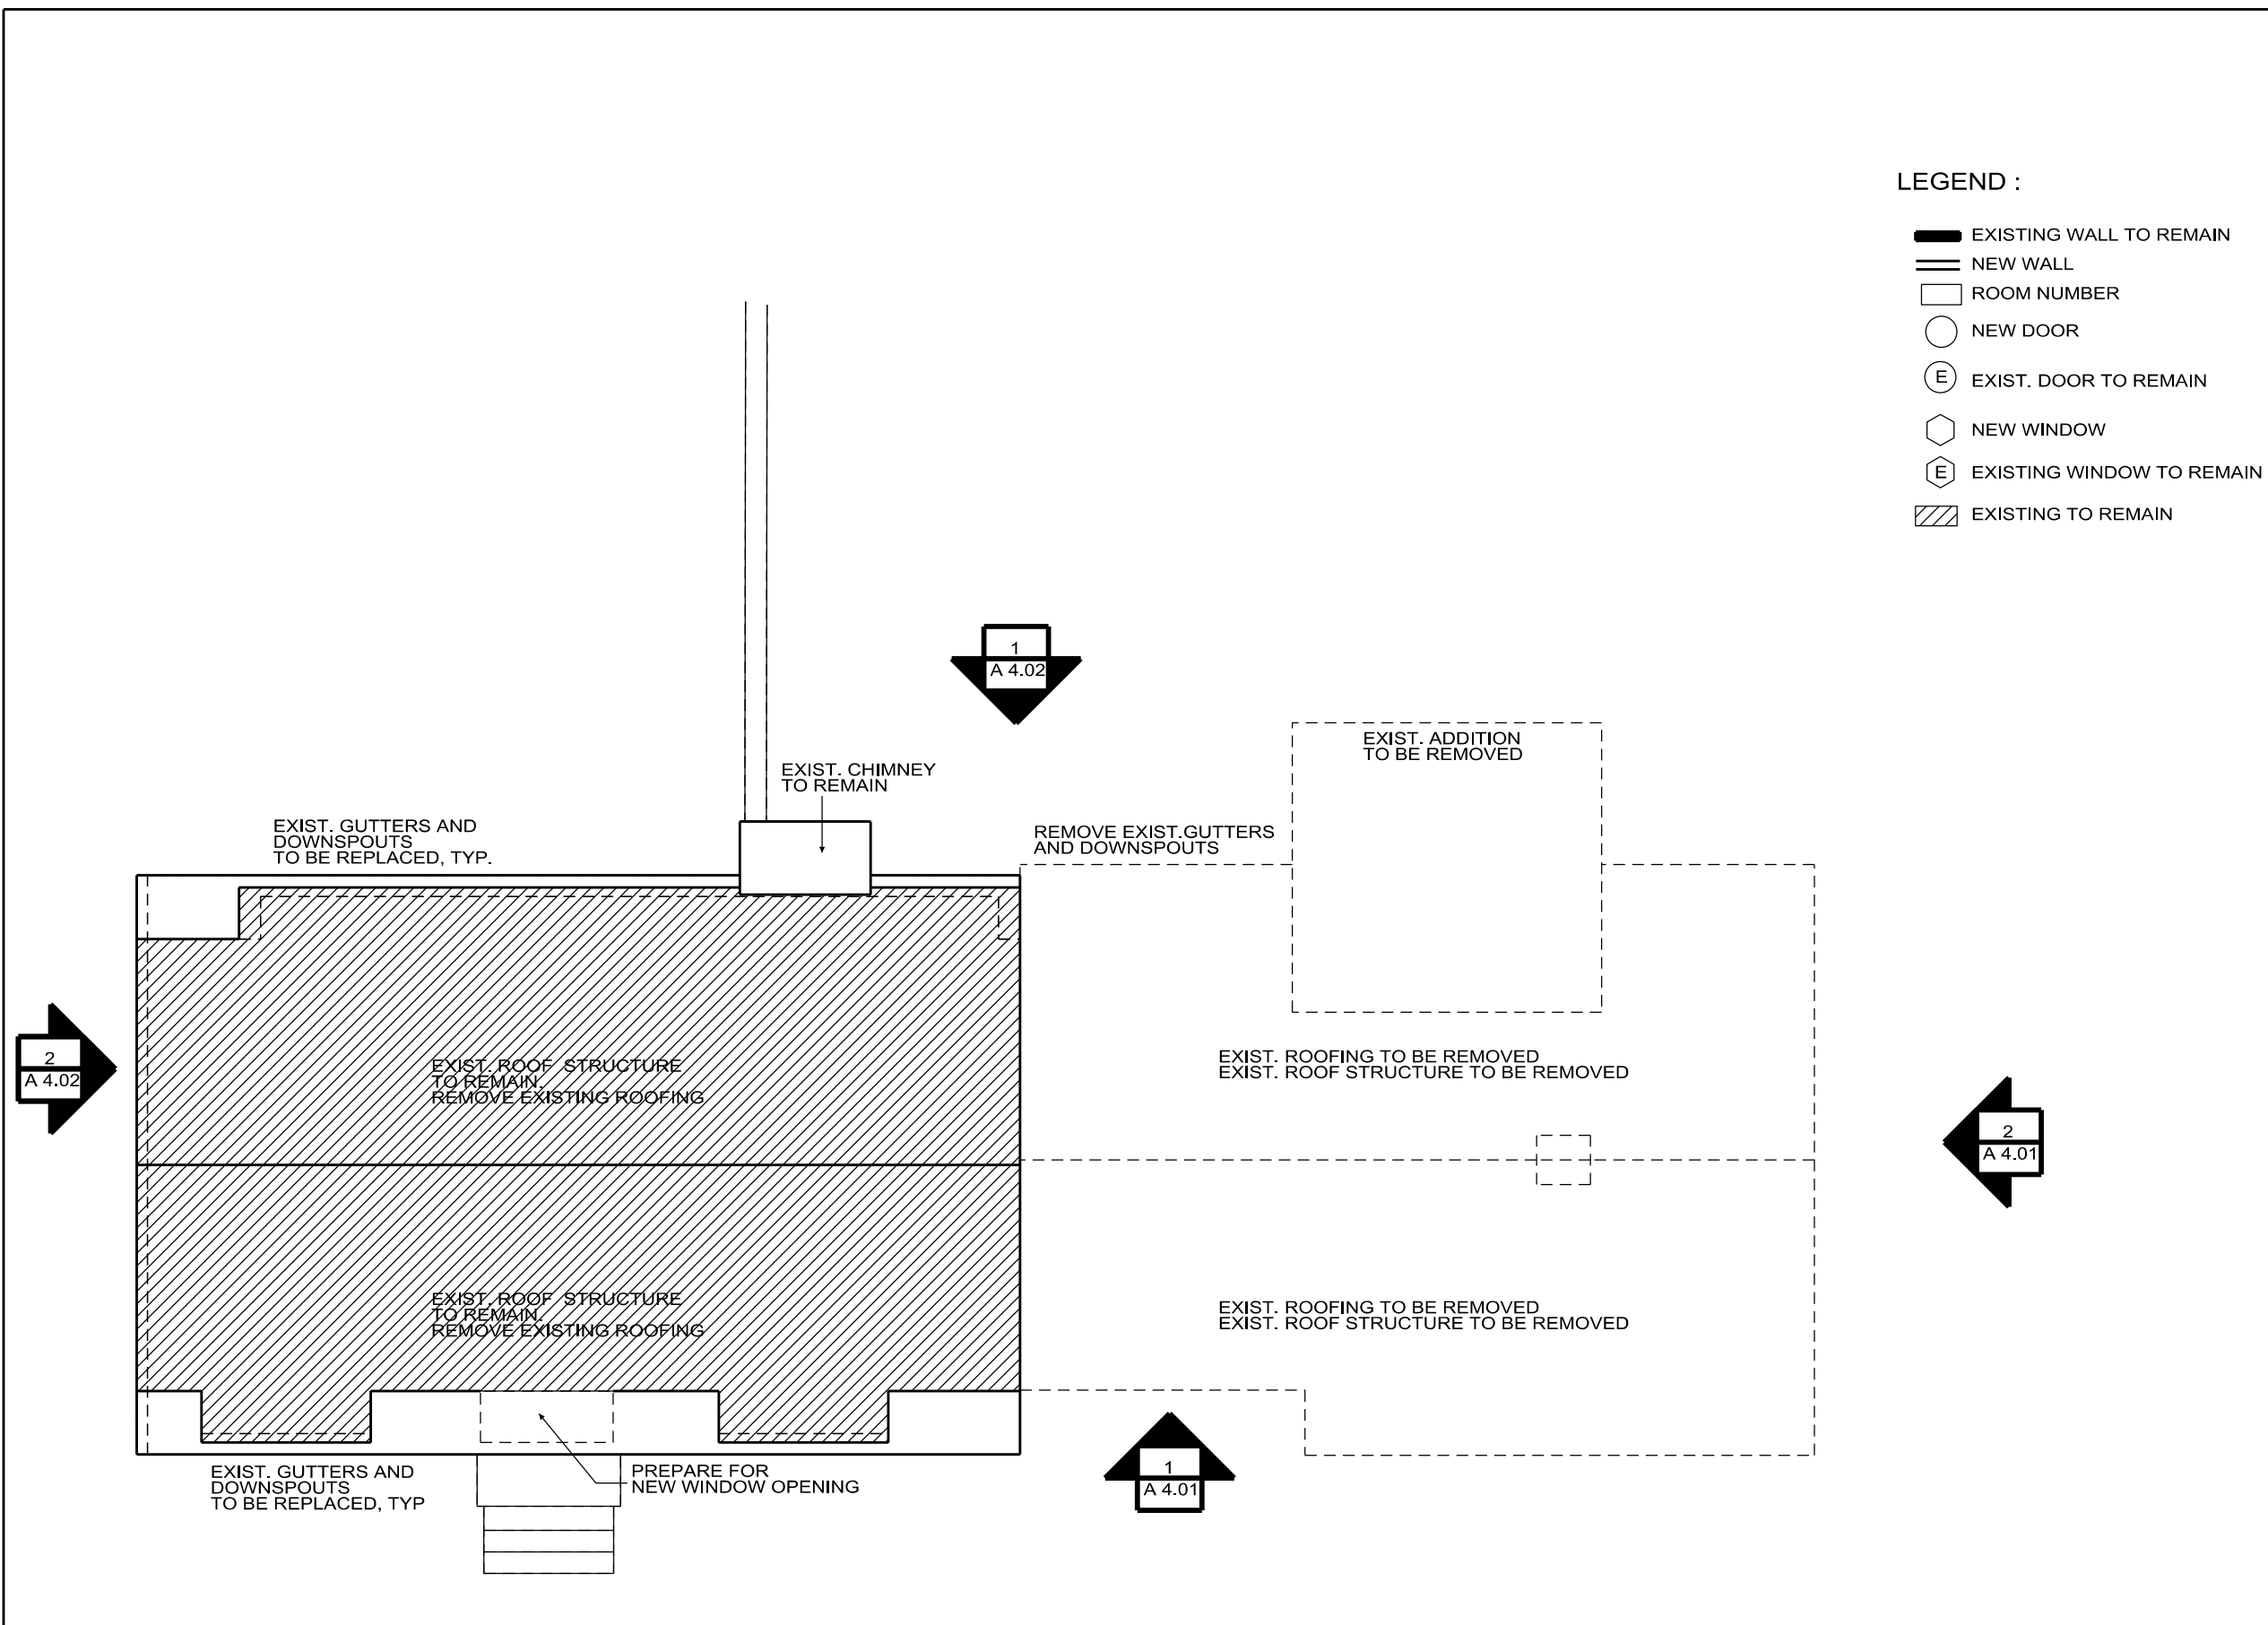 LEGEND :
EXISTING WALL TO REMAIN
NEW WALL
ROOM NUMBER
NEW DOOR
E
EXIST. DOOR TO REMAIN
NEW WINDOW
E
EXISTING WINDOW TO REMAIN
EXISTING TO REMAIN
1
A 4.02
EXIST. ADDITION
TO BE REMOVED
EXIST. CHIMNEY
TO REMAIN
EXIST. GUTTERS AND
DOWNSPOUTS
TO BE REPLACED, TYP.
REMOVE EXIST.GUTTERS
AND DOWNSPOUTS
2
A 4.02
EXIST. ROOF STRUCTURE
TO REMAIN.
REMOVE EXISTING ROOFING
EXIST. ROOFING TO BE REMOVED
EXIST. ROOF STRUCTURE TO BE REMOVED
2
A 4.01
EXIST. ROOF STRUCTURE
TO REMAIN.
REMOVE EXISTING ROOFING
EXIST. ROOFING TO BE REMOVED
EXIST. ROOF STRUCTURE TO BE REMOVED
EXIST. GUTTERS AND
DOWNSPOUTS
TO BE REPLACED, TYP
PREPARE FOR
NEW WINDOW OPENING
1
A 4.01